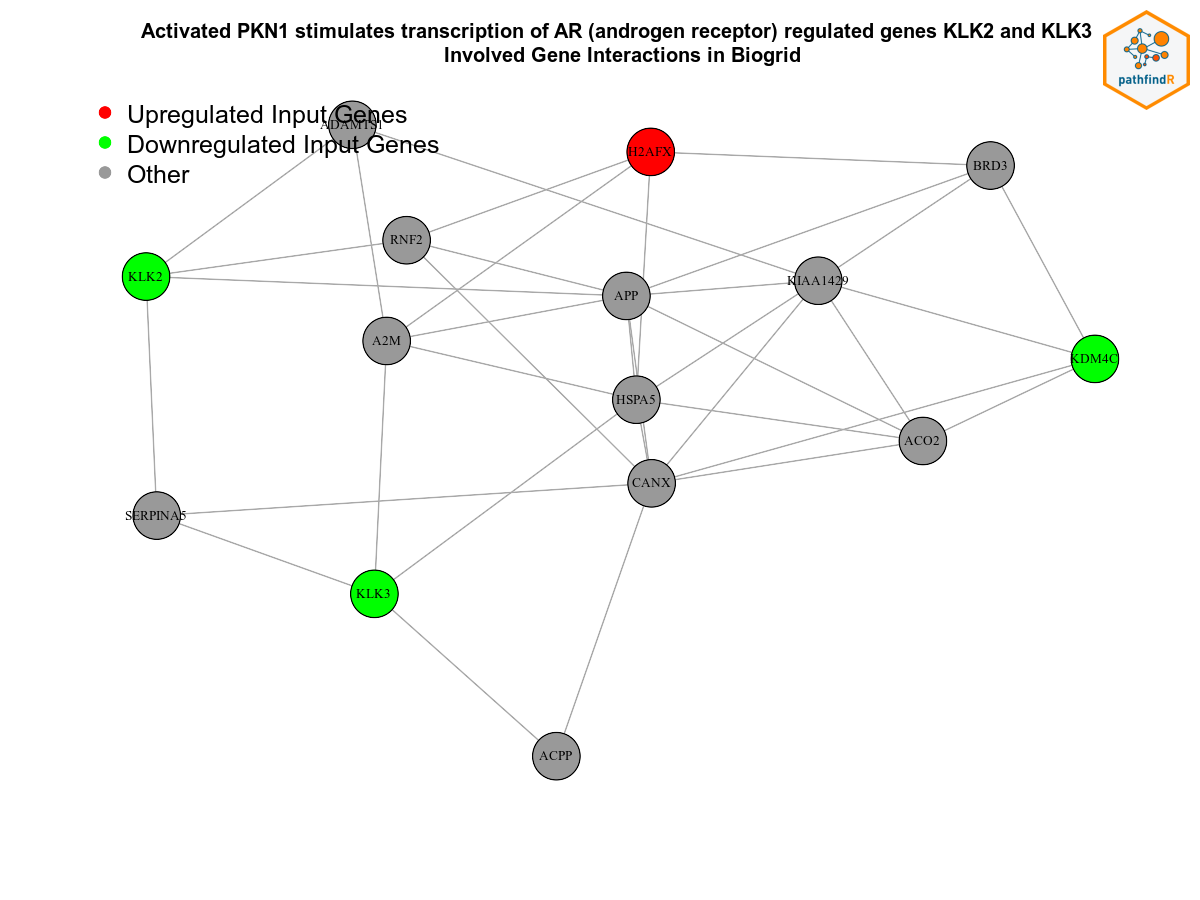 Activated PKN1 stimulates transcription of AR (androgen receptor) regulated genes KLK2 and KLK3
Involved Gene Interactions in Biogrid
pathfindR
Upregulated Input Genes
Downregulated Input Genes
Other
ADAMTS1
H2AFX
BRD3
RNF2
KLK2
APP
KIAA1429
A2M
KDM4C
HSPA5
ACO2
CANX
SERPINA5
KLK3
ACPP